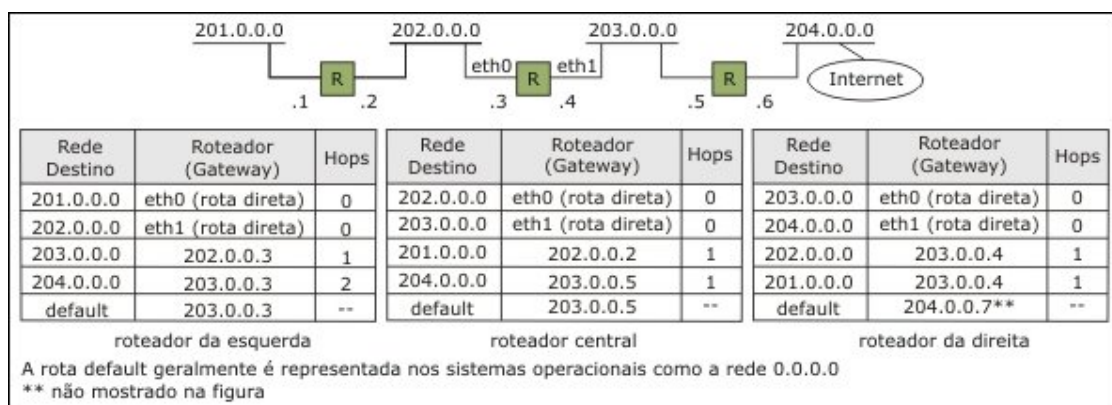 201.0.0.0 202.0.0.0 203.0.0.0 204.0.0.0
eth0 eth1
R R R
Internet
.1 .2 .3 .4 .5 .6
Rede Destino Roteador (Gateway) Hops
201.0.0.0 eth0 (rota direta) 0
202.0.0.0 eth1 (rota direta) 0
203.0.0.0 202.0.0.3 1
204.0.0.0 203.0.0.3 2
default 203.0.0.3 --
roteador da esquerda
Rede Destino Roteador (Gateway) Hops
202.0.0.0 eth0 (rota direta) 0
203.0.0.0 eth1 (rota direta) 0
201.0.0.0 202.0.0.2 1
204.0.0.0 203.0.0.5 1
default 203.0.0.5 --
roteador central
Rede Destino Roteador (Gateway) Hops
203.0.0.0 eth0 (rota direta) 0
204.0.0.0 eth1 (rota direta) 0
202.0.0.0 203.0.0.4 1
201.0.0.0 203.0.0.4 1
default 204.0.0.7** --
roteador da direita
A rota default geralmente é representada nos sistemas operacionais como a rede 0.0.0.0
** não mostrado na figura